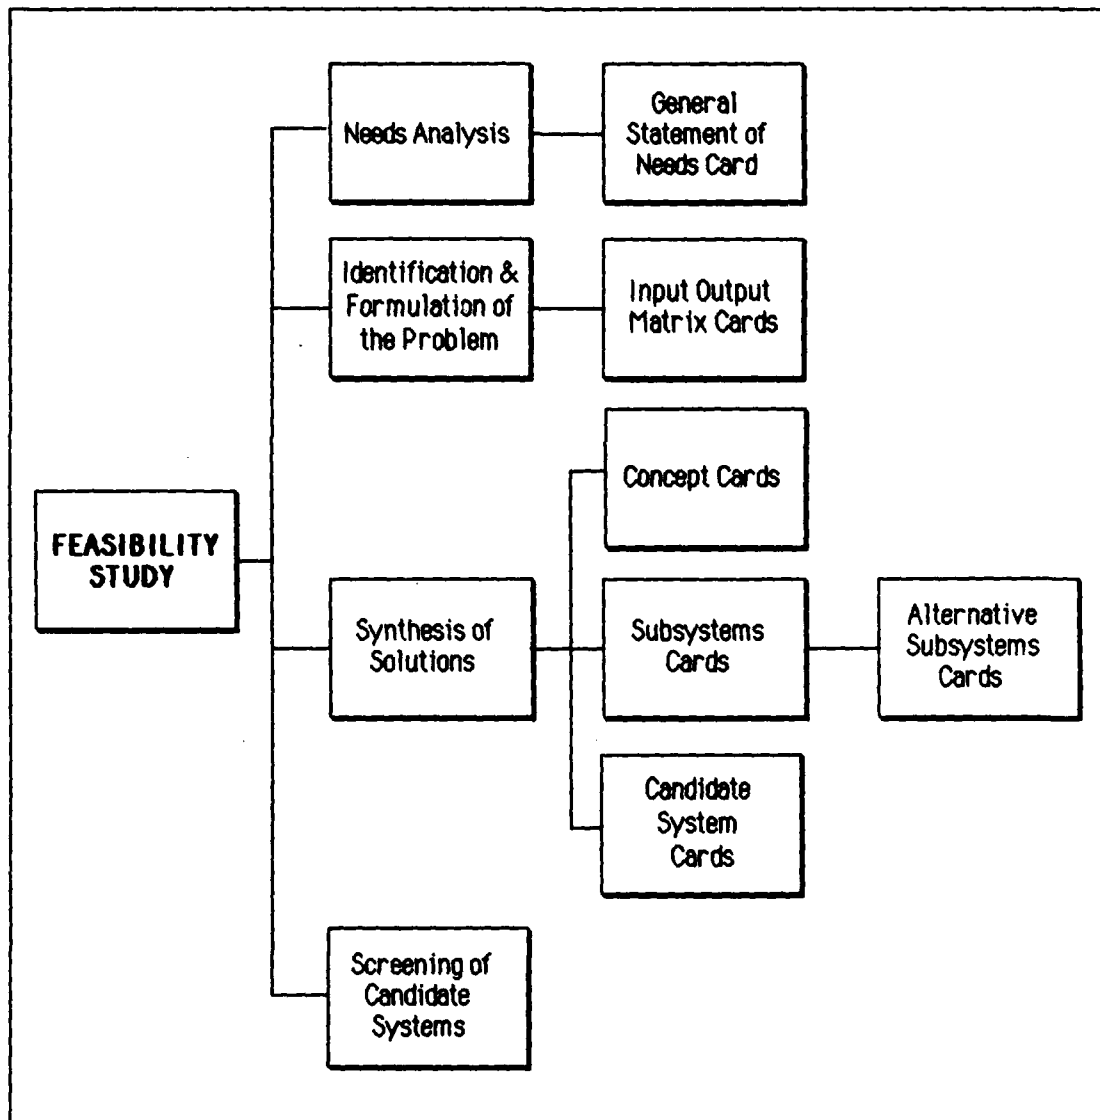 Needs Analysis
General
Statement of
Needs Card
Identification &
Formulation of
the Problem
Input Output
Matrix Cards
Concept Cards
FEASIBILITY
STUDY
Synthesis of
Solutions
Subsystems
Cards
Alternative
Subsystems
Cards
Candidate
System
Cards
Screening of
Candidate
Systems